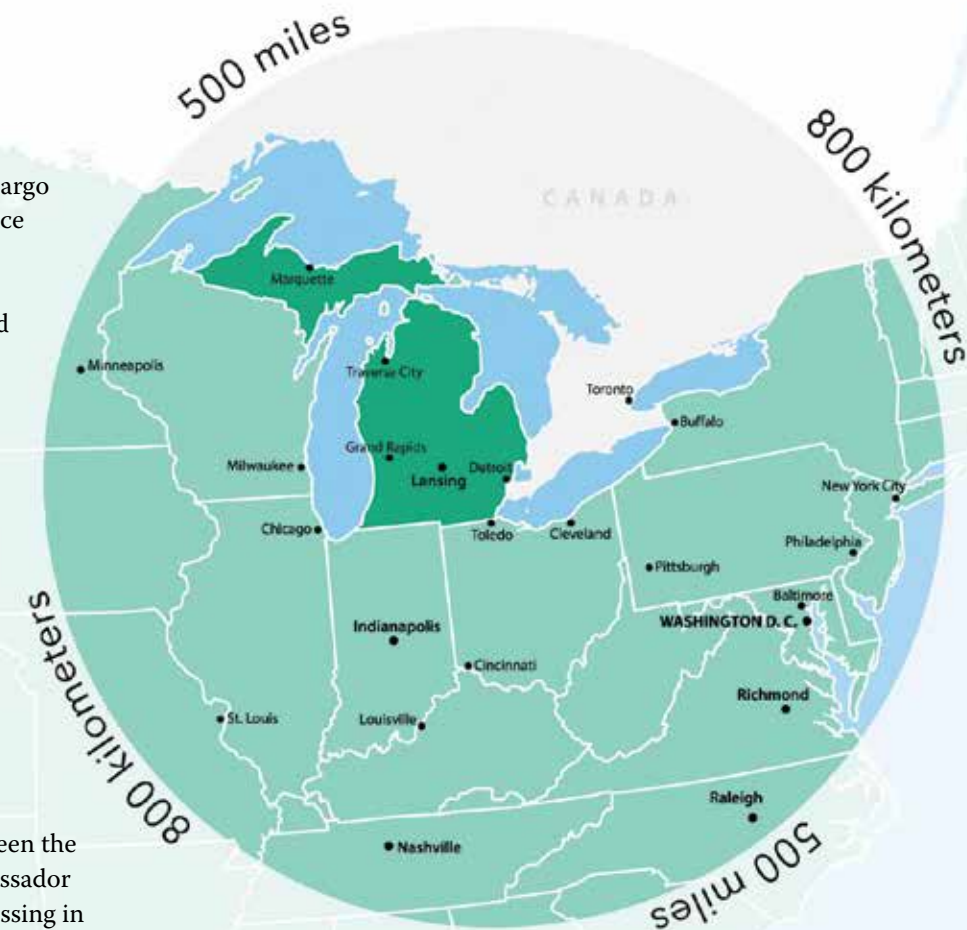 500 miles
800 kilometers
argo
ce
d
CANADA
Marquette
Minneapolis
Traverse City
Toronto
Buffalo
Grand Rapids
Milwaukee
Lansing
Detroit
New York City
Chicago
Toledo
Cleveland
Philadelphia
Pittsburgh
Baltimore
WASHINGTON D. C.
Indianapolis
Cincinnati
Richmond
St. Louis
Louisville
Raleigh
Nashville
800 kilometers
500 miles
een the
ssador
ssing in